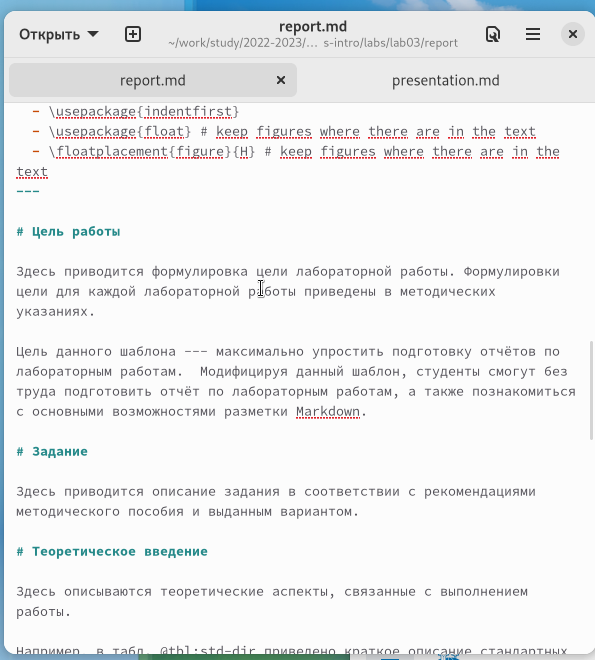 Открыть
report.md
~/work/study/2022-2023/… s-intro/labs/lab03/report
report.md
presentation.md
- \usepackage{indentfirst}
- \usepackage{float} # keep figures where there are in the text
- \floatplacement{figure}{H} # keep figures where there are in the
text
---
# Цель работы
Здесь приводится формулировка цели лабораторной работы. Формулировки
цели для каждой лабораторной работы приведены в методических
указаниях.
Цель данного шаблона --- максимально упростить подготовку отчётов по
лабораторным работам.  Модифицируя данный шаблон, студенты смогут без
труда подготовить отчёт по лабораторным работам, а также познакомиться
с основными возможностями разметки Markdown.
# Задание
Здесь приводится описание задания в соответствии с рекомендациями
методического пособия и выданным вариантом.
# Теоретическое введение
Здесь описываются теоретические аспекты, связанные с выполнением
работы.
Например, в табл. @tbl:std-dir приведено краткое описание стандартных